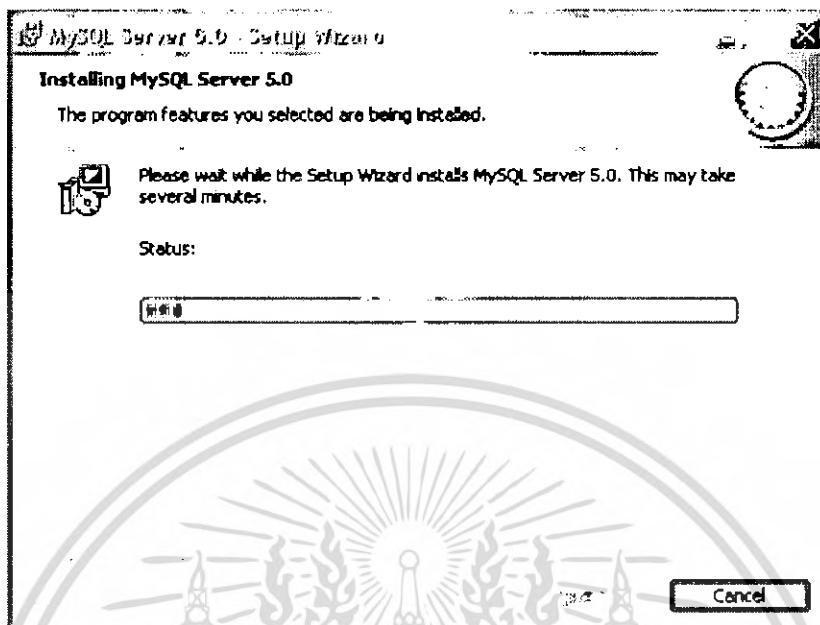 MySQL Server 5.0 - Setup Wizard
Installing MySQL Server 5.0
The program features you selected are being installed.
Please wait while the Setup Wizard installs MySQL Server 5.0. This may take
several minutes.
Status:
Cancel